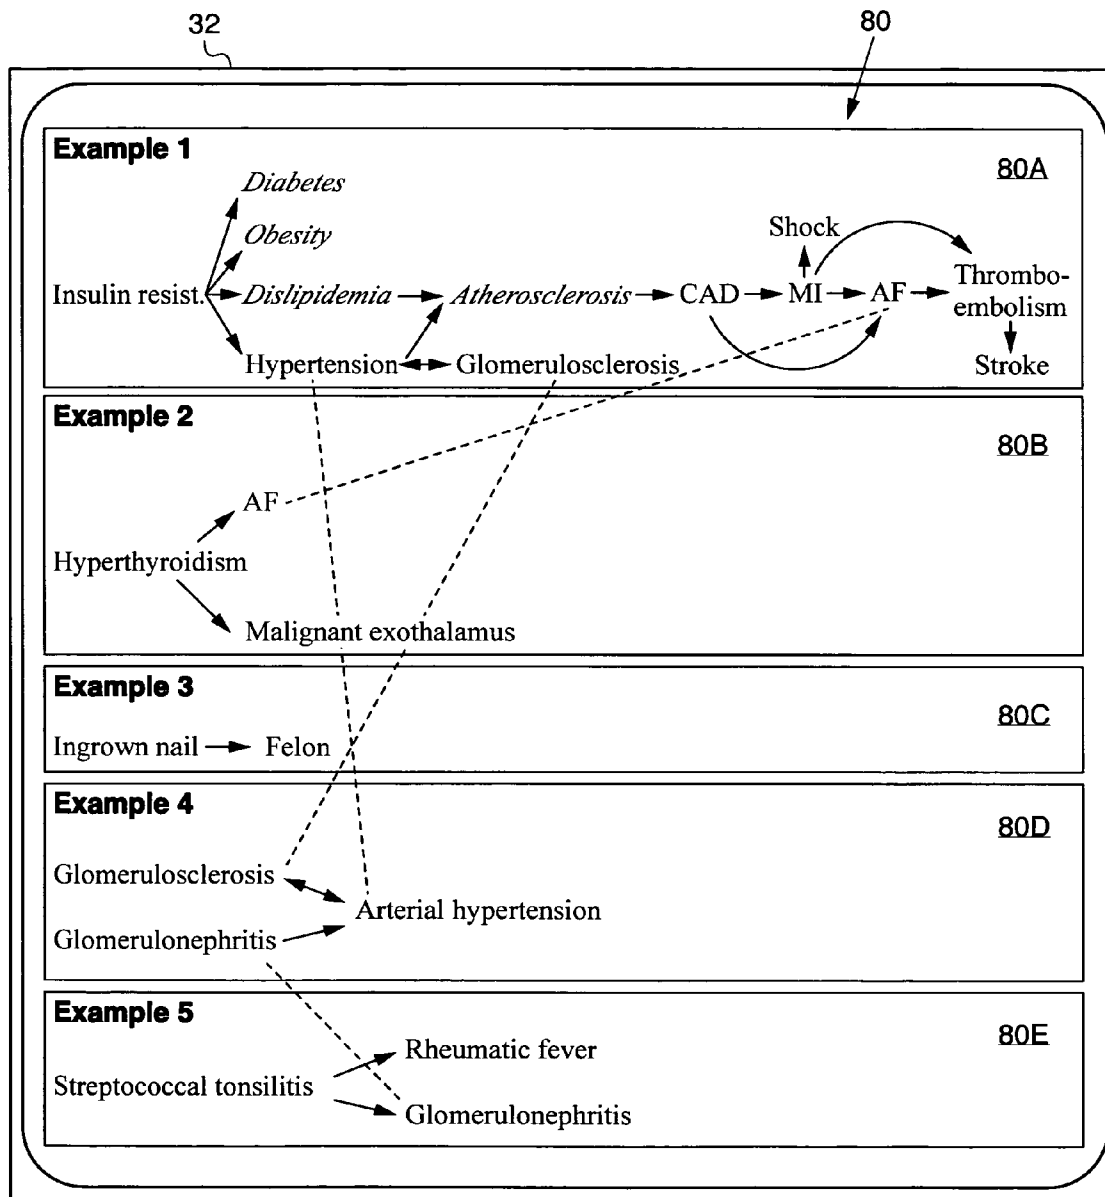 32
80
Example 1
80A
Diabetes
Obesity
Shock
Insulin resist.
Dislipidemia
Atherosclerosis
CAD
MI
AF
Thrombo-
embolism
Hypertension
Glomerulosclerosis
Stroke
Example 2
80B
AF
Hyperthyroidism
Malignant exothalamus
Example 3
80C
Ingrown nail
Felon
Example 4
80D
Glomerulosclerosis
Arterial hypertension
Glomerulonephritis
Example 5
80E
Rheumatic fever
Streptococcal tonsilitis
Glomerulonephritis